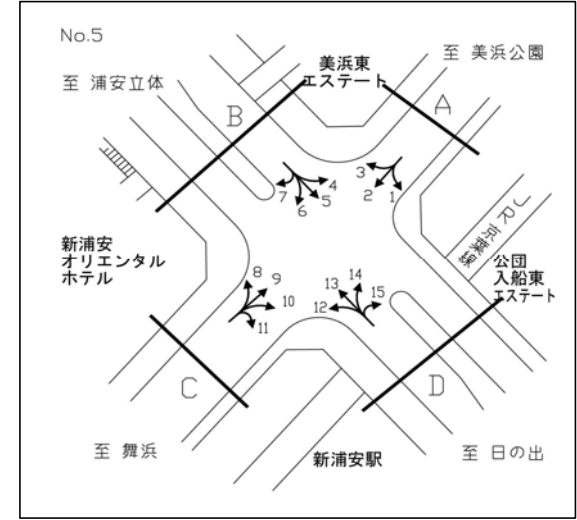 No.5
至 美浜公園
美浜東
エステート
至 浦安立体
A
B
3
2
1
4
5
6
7
JR京葉線
新浦安
オリエンタル
ホテル
公団
入船東
エステート
8
9
10
11
12
13
14
15
C
D
至 舞浜
新浦安駅
至 日の出